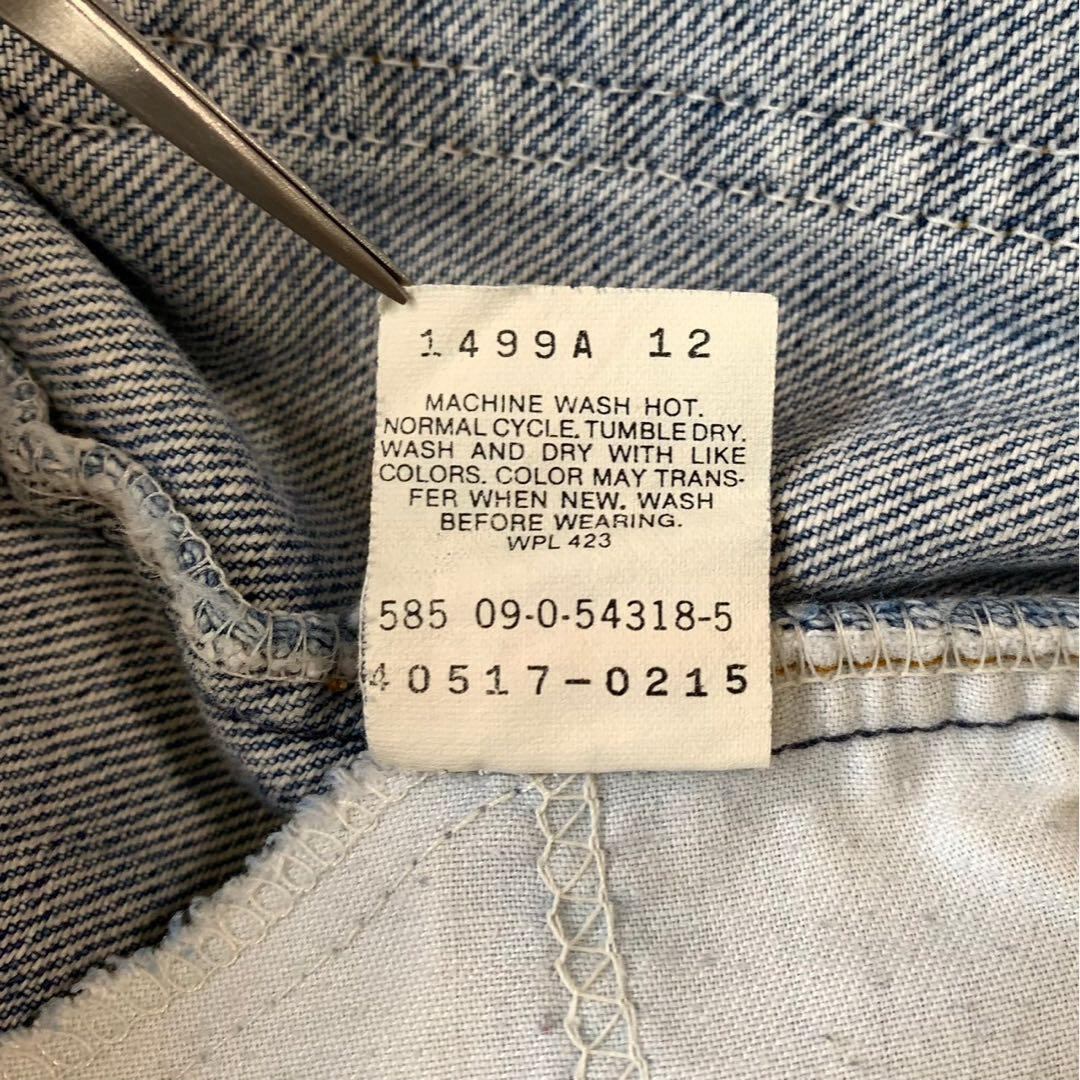 1499A 12
MACHINE WASH HOT.
NORMAL CYCLE. TUMBLE DRY.
WASH AND DRY WITH LIKE
COLORS. COLOR MAY TRANS-
FER WHEN NEW. WASH
BEFORE WEARING.
WPL 423
585 09-0-54318-5
40517-0215